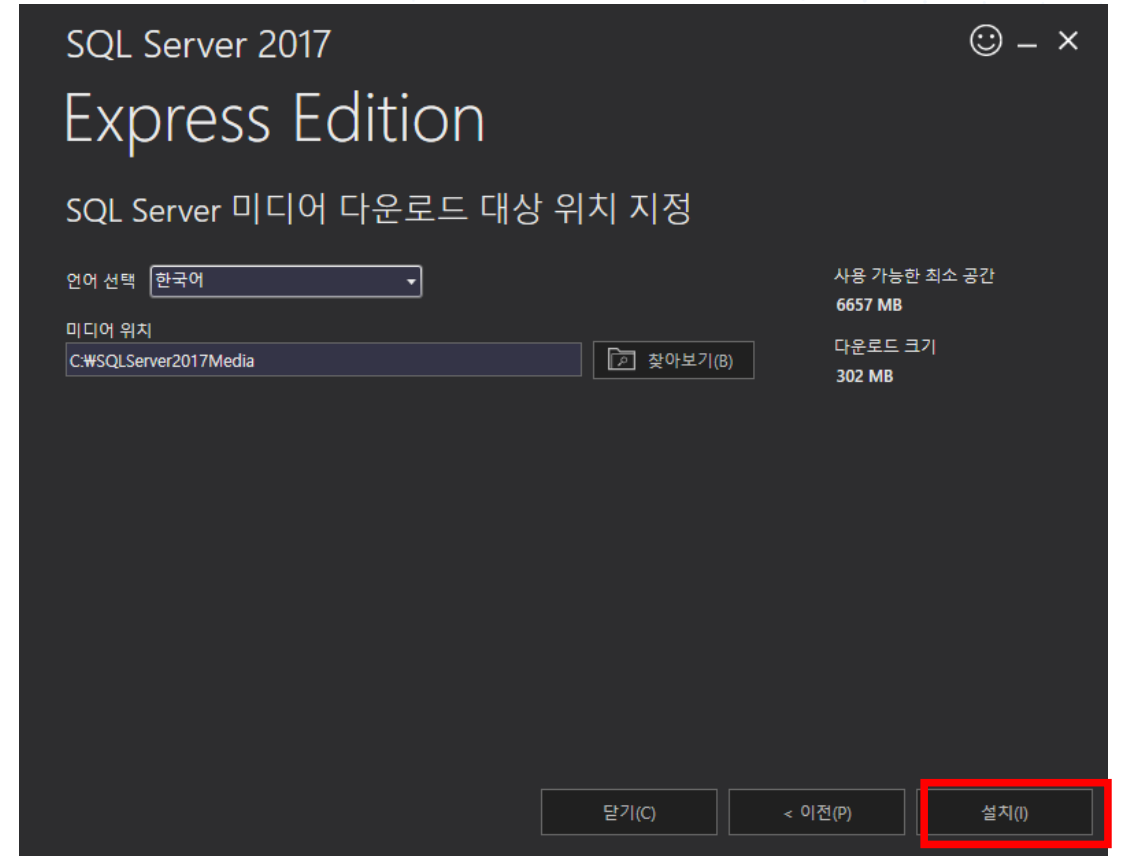 SQL Server 2017
Express Edition
SQL Server 미디어 다운로드 대상 위치 지정
언어 선택 한국어
미디어 위치
C:₩SQLServer2017Media
찾아보기(B)
사용 가능한 최소 공간
6657 MB
다운로드 크기
302 MB
닫기(C)
< 이전(P)
설치(I)